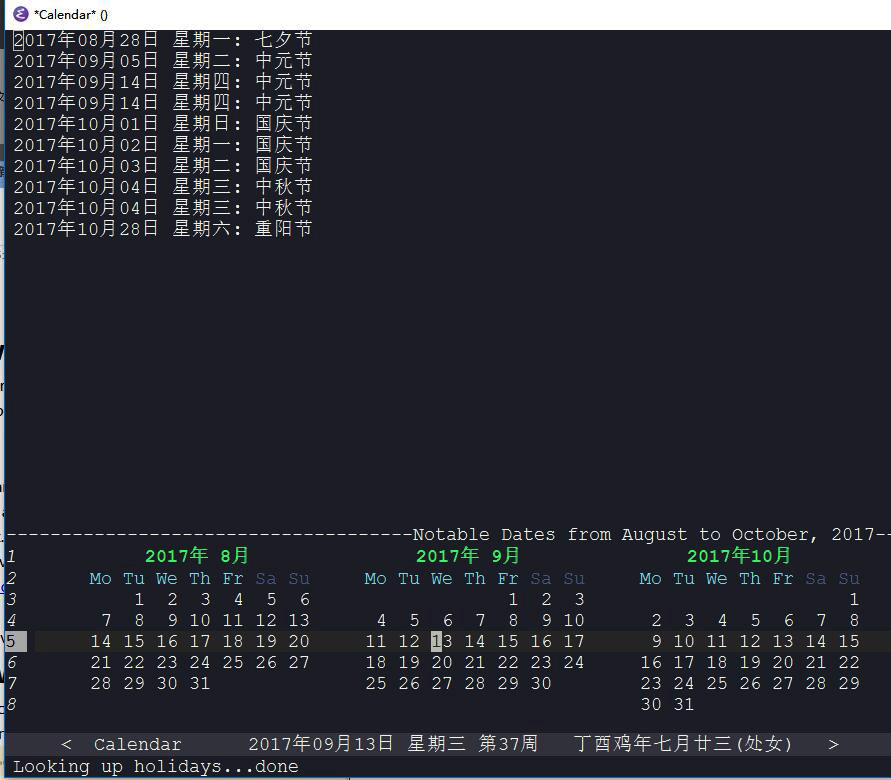 *Calendar* ()
2017年08月28日 星期一: 七夕节
2017年09月05日 星期二: 中元节
2017年09月14日 星期四: 中元节
2017年09月14日 星期四: 中元节
2017年10月01日 星期日: 国庆节
2017年10月02日 星期一: 国庆节
2017年10月03日 星期二: 国庆节
2017年10月04日 星期三: 中秋节
2017年10月04日 星期三: 中秋节
2017年10月28日 星期六: 重阳节
-------------------------------------Notable Dates from August to October, 2017--
1 2017年 8月 2017年 9月 2017年10月
2 Mo Tu We Th Fr Sa Su Mo Tu We Th Fr Sa Su Mo Tu We Th Fr Sa Su
3 1 2 3 4 5 6 1 2 3 1
4 7 8 9 10 11 12 13 4 5 6 7 8 9 10 2 3 4 5 6 7 8
5 14 15 16 17 18 19 20 11 12 13 14 15 16 17 9 10 11 12 13 14 15
6 21 22 23 24 25 26 27 18 19 20 21 22 23 24 16 17 18 19 20 21 22
7 28 29 30 31 25 26 27 28 29 30 23 24 25 26 27 28 29
8 30 31
< Calendar 2017年09月13日 星期三 第37周 丁酉鸡年七月廿三(处女) >
Looking up holidays...done